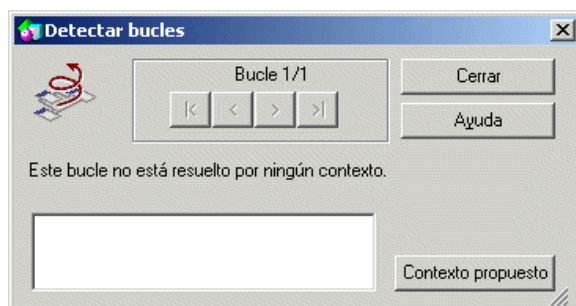 Detectar bucles
Bucle 1/1
Cerrar
Ayuda
Este bucle no está resuelto por ningún contexto.
Contexto propuesto